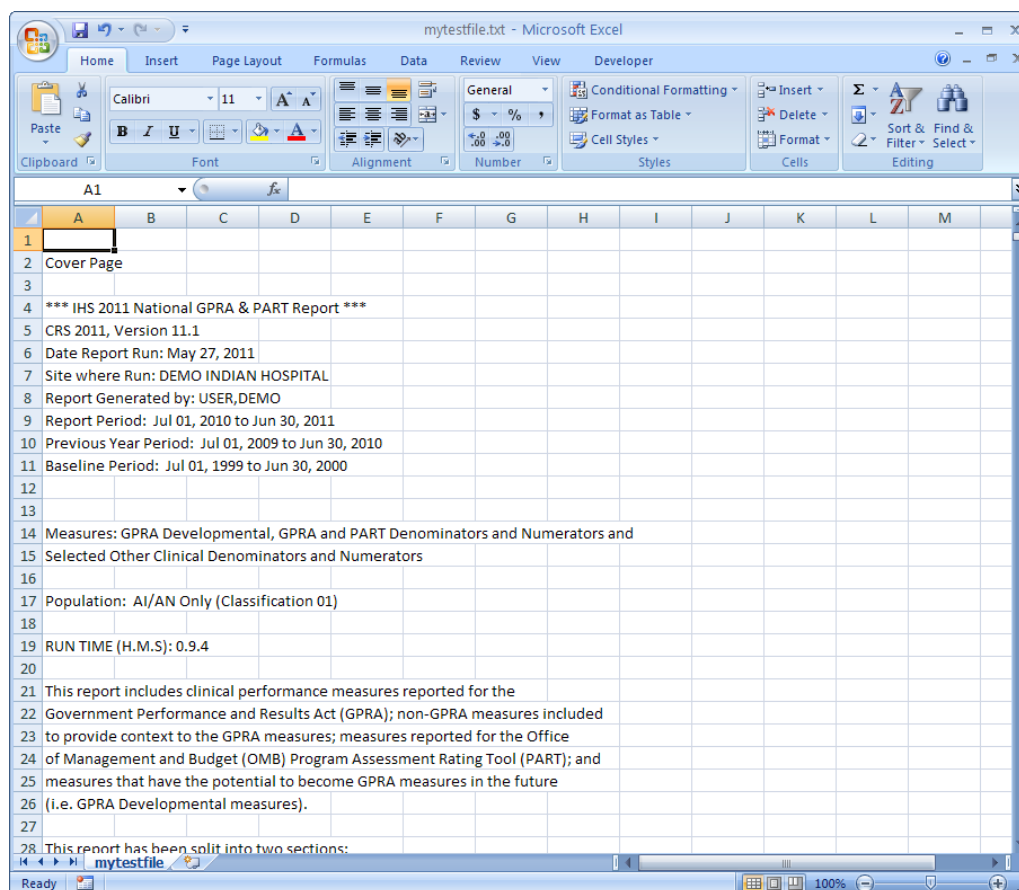 mytestfile.txt - Microsoft Excel
Home Insert Page Layout Formulas Data Review View Developer
Calibri 11 A A General Conditional Formatting Insert Σ
Paste B I U A $ % , Format as Table Delete Sort & Find &
.0 .00 .00 .0 Cell Styles Format Filter Select
Clipboard Font Alignment Number Styles Cells Editing
A1 fx
A B C D E F G H I J K L M
1
2 Cover Page
3
4 *** IHS 2011 National GPRA & PART Report ***
5 CRS 2011, Version 11.1
6 Date Report Run: May 27, 2011
7 Site where Run: DEMO INDIAN HOSPITAL
8 Report Generated by: USER,DEMO
9 Report Period: Jul 01, 2010 to Jun 30, 2011
10 Previous Year Period: Jul 01, 2009 to Jun 30, 2010
11 Baseline Period: Jul 01, 1999 to Jun 30, 2000
12
13
14 Measures: GPRA Developmental, GPRA and PART Denominators and Numerators and
15 Selected Other Clinical Denominators and Numerators
16
17 Population: AI/AN Only (Classification 01)
18
19 RUN TIME (H.M.S): 0.9.4
20
21 This report includes clinical performance measures reported for the
22 Government Performance and Results Act (GPRA); non-GPRA measures included
23 to provide context to the GPRA measures; measures reported for the Office
24 of Management and Budget (OMB) Program Assessment Rating Tool (PART); and
25 measures that have the potential to become GPRA measures in the future
26 (i.e. GPRA Developmental measures).
27
28 This report has been split into two sections:
mytestfile
Ready 100%